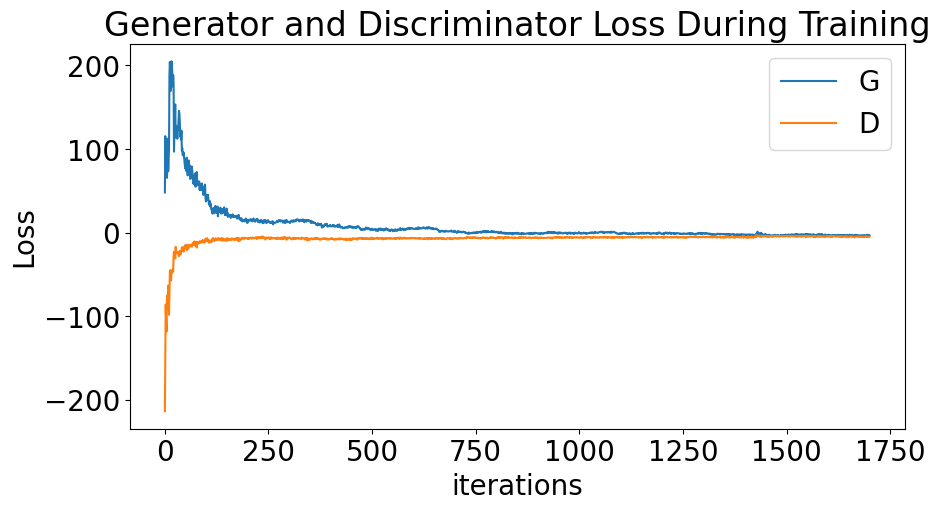 Generator and Discriminator Loss During Training
G
D
Loss
200
100
0
−100
−200
0 250 500 750 1000 1250 1500 1750
iterations